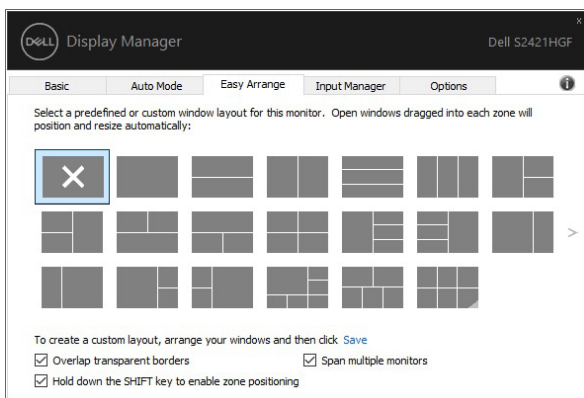 DELL Display Manager
Dell S2421HGF
Basic
Auto Mode
Easy Arrange
Input Manager
Options
Select a predefined or custom window layout for this monitor. Open windows dragged into each zone will
position and resize automatically:
To create a custom layout, arrange your windows and then click Save
Overlap transparent borders
Span multiple monitors
Hold down the SHIFT key to enable zone positioning